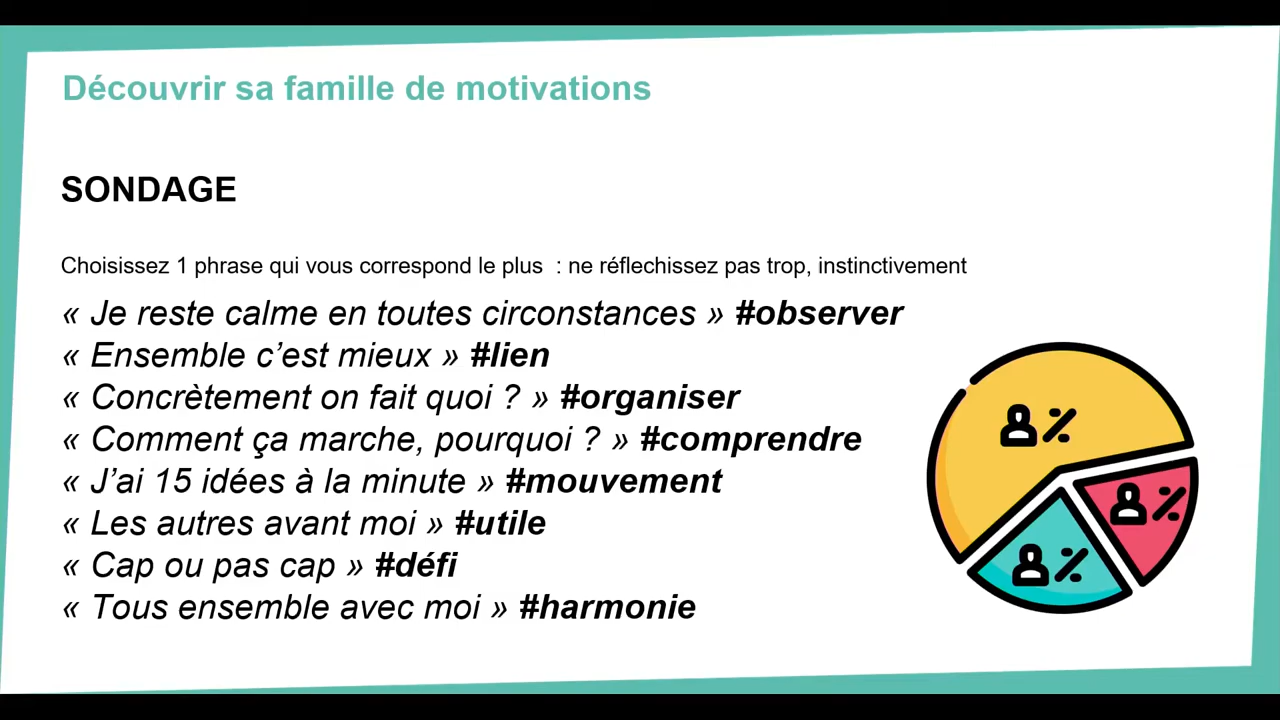 Découvrir sa famille de motivations
SONDAGE
Choisissez 1 phrase qui vous correspond le plus  : ne réflechissez pas trop, instinctivement
« Je reste calme en toutes circonstances » #observer
« Ensemble c’est mieux » #lien
« Concrètement on fait quoi ? » #organiser
« Comment ça marche, pourquoi ? » #comprendre
« J’ai 15 idées à la minute » #mouvement
« Les autres avant moi » #utile
« Cap ou pas cap » #défi
« Tous ensemble avec moi » #harmonie